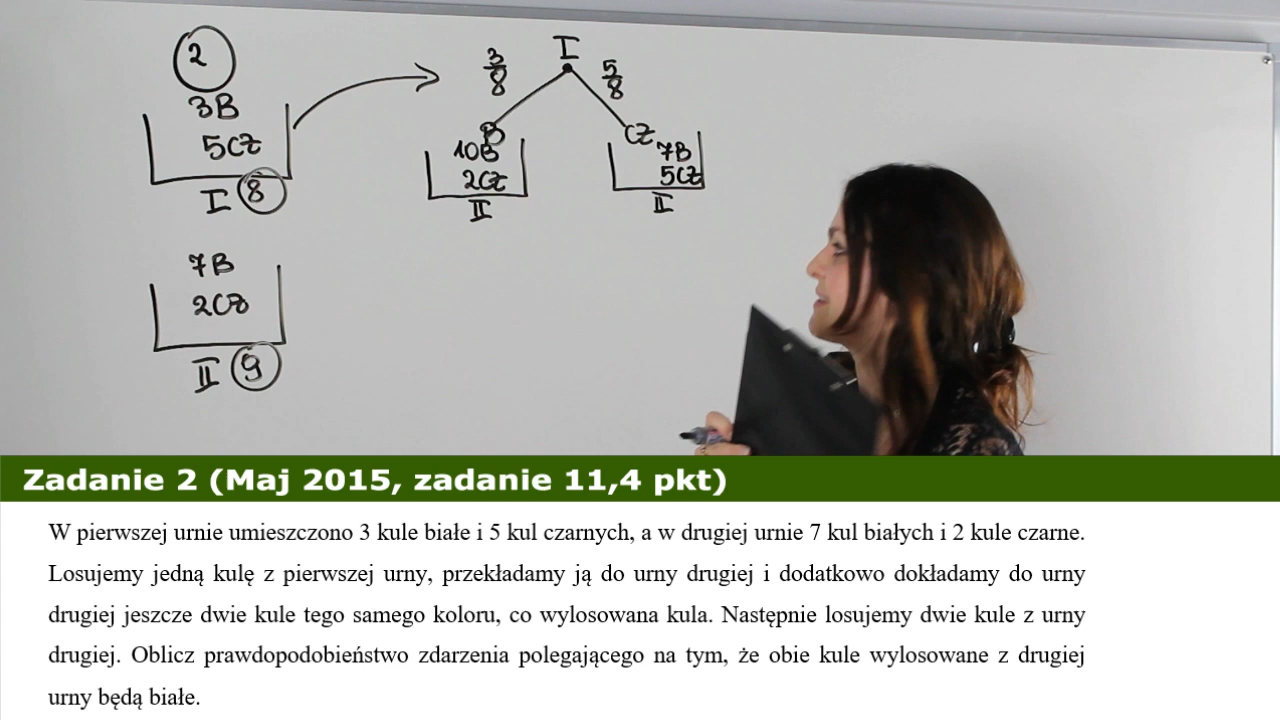 2
3B
5CZ
I 8
7B
2CZ
II 9
I
3/8 5/8
B CZ
10B
2CZ
II
7B
5CZ
II
Zadanie 2 (Maj 2015, zadanie 11,4 pkt)
W pierwszej urnie umieszczono 3 kule białe i 5 kul czarnych, a w drugiej urnie 7 kul białych i 2 kule czarne.
Losujemy jedną kulę z pierwszej urny, przekładamy ją do urny drugiej i dodatkowo dokładamy do urny
drugiej jeszcze dwie kule tego samego koloru, co wylosowana kula. Następnie losujemy dwie kule z urny
drugiej. Oblicz prawdopodobieństwo zdarzenia polegającego na tym, że obie kule wylosowane z drugiej
urny będą białe.